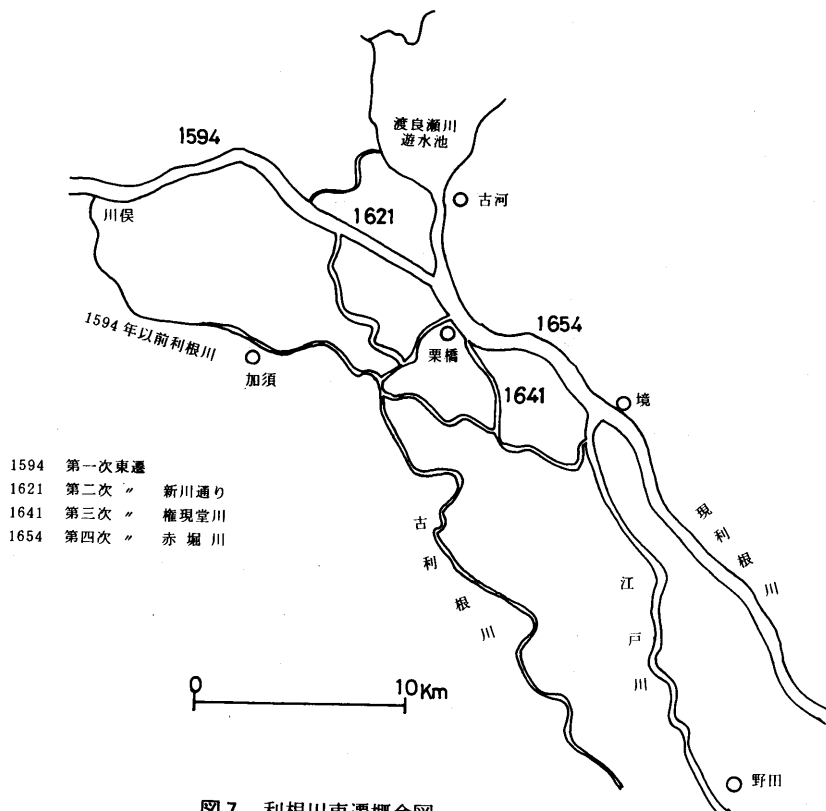 1594
渡良瀬川
遊水池
川俣
1621
古河
1594年以前利根川
加須
栗橋
1654
1641
境
1594 第一次東遷
1621 第二次 〃 新川通り
1641 第三次 〃 権現堂川
1654 第四次 〃 赤堀川
古利根川
江戸川
現利根川
0 10Km
野田
図7 利根川東遷概念図